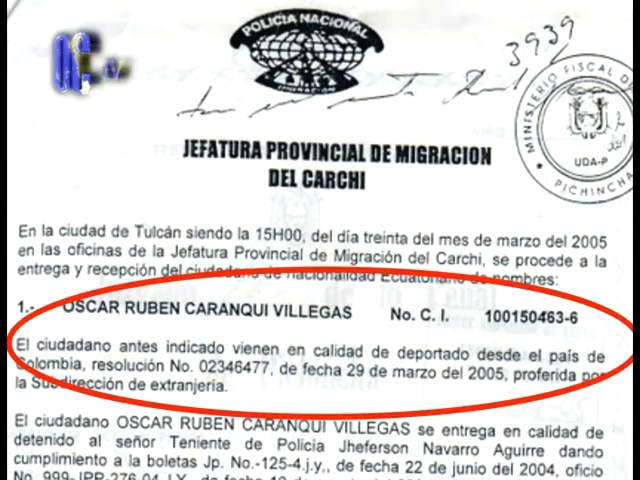 OS tv
POLICIA NACIONAL
MIGRACION
3939
MINISTERIO FISCAL DE
UDA-P
PICHINCHA
JEFATURA PROVINCIAL DE MIGRACION
DEL CARCHI
En la ciudad de Tulcán siendo la 15H00, del día treinta del mes de marzo del 2005
en las oficinas de la Jefatura Provincial de Migración del Carchi, se procede a la
entrega y recepción del ciudadano de nacionalidad Ecuatoriano de nombres:
1.- OSCAR RUBEN CARANQUI VILLEGAS No. C. I. 100150463-6
El ciudadano antes indicado vienen en calidad de deportado desde el país de
Colombia, resolución No. 02346477, de fecha 29 de marzo del 2005, proferida por
la Subdirección de extranjeria.
El ciudadano OSCAR RUBEN CARANQUI VILLEGAS se entrega en calidad de
detenido al señor Teniente de Policia Jheferson Navarro Aguirre dando
cumplimiento a la boletas Jp. No.-125-4.j.y,, de fecha 22 de junio del 2004, oficio